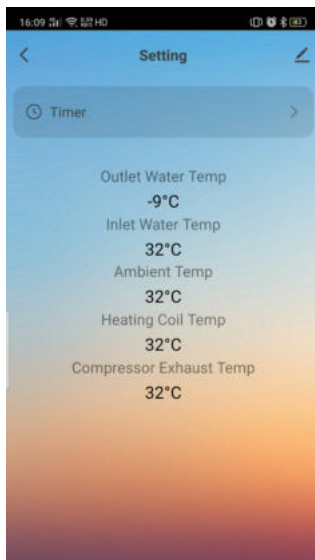 16:09 HD
Setting
Timer
Outlet Water Temp
-9°C
Inlet Water Temp
32°C
Ambient Temp
32°C
Heating Coil Temp
32°C
Compressor Exhaust Temp
32°C